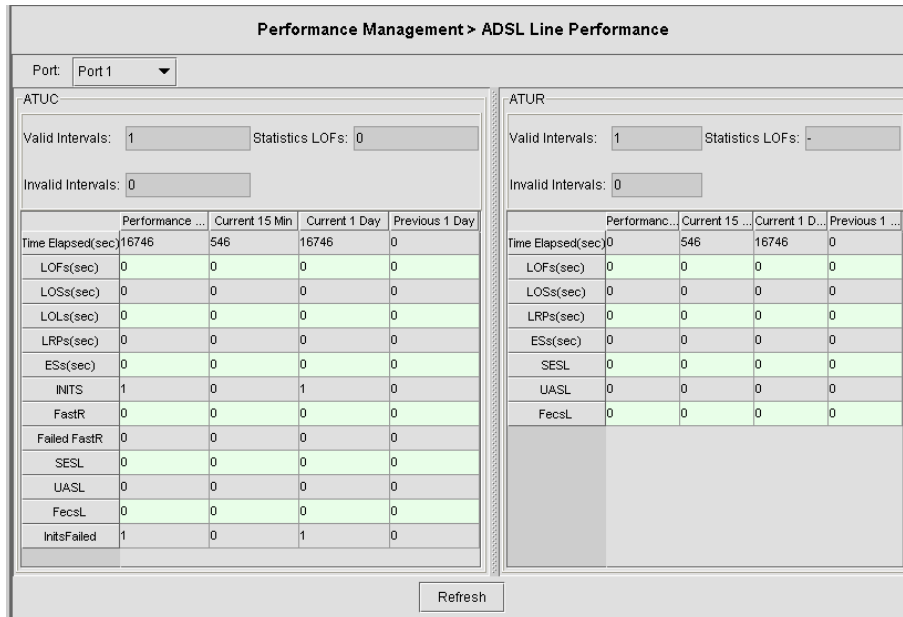 Performance Management > ADSL Line Performance
Port: Port 1
ATUC
Valid Intervals: 1 Statistics LOFs: 0
Invalid Intervals: 0
Performance ... Current 15 Min Current 1 Day Previous 1 Day
Time Elapsed(sec) 16746 546 16746 0
LOFs(sec) 0 0 0 0
LOSs(sec) 0 0 0 0
LOLs(sec) 0 0 0 0
LRPs(sec) 0 0 0 0
ESs(sec) 0 0 0 0
INITS 1 0 1 0
FastR 0 0 0 0
Failed FastR 0 0 0 0
SESL 0 0 0 0
UASL 0 0 0 0
FecsL 0 0 0 0
InitsFailed 1 0 1 0
ATUR
Valid Intervals: 1 Statistics LOFs: -
Invalid Intervals: 0
Performanc... Current 15 ... Current 1 D... Previous 1 ...
Time Elapsed(sec) 0 546 16746 0
LOFs(sec) 0 0 0 0
LOSs(sec) 0 0 0 0
LRPs(sec) 0 0 0 0
ESs(sec) 0 0 0 0
SESL 0 0 0 0
UASL 0 0 0 0
FecsL 0 0 0 0
Refresh